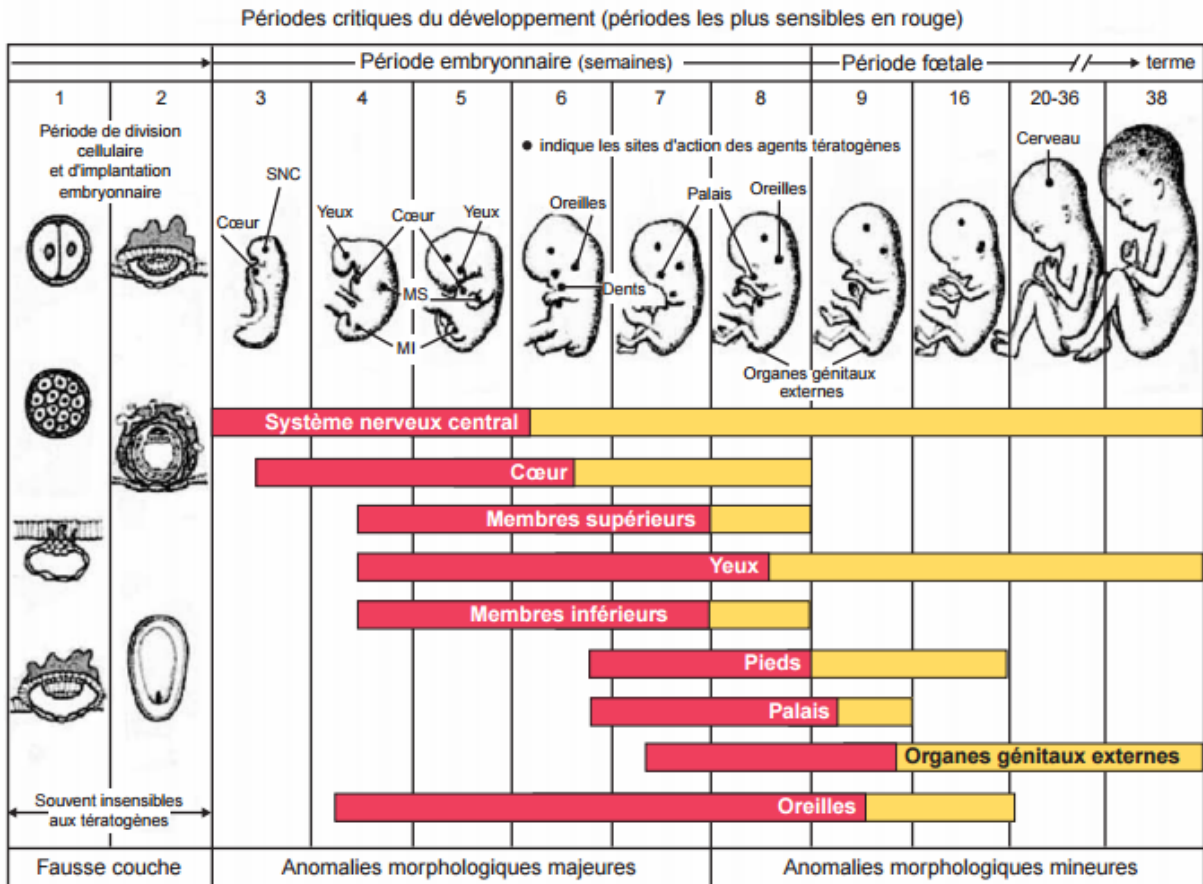 Périodes critiques du développement (périodes les plus sensibles en rouge)
Période embryonnaire (semaines)
Période fœtale
terme
1 2 3 4 5 6 7 8 9 16 20-36 38
Période de division
cellulaire
et d'implantation
embryonnaire
• indique les sites d'action des agents tératogènes
SNC
Cœur
Yeux
Cœur
Yeux
MS
MI
Oreilles
Dents
Palais
Oreilles
Organes génitaux
externes
Cerveau
Système nerveux central
Cœur
Membres supérieurs
Yeux
Membres inférieurs
Pieds
Palais
Organes génitaux externes
Oreilles
Souvent insensibles
aux tératogènes
Fausse couche
Anomalies morphologiques majeures
Anomalies morphologiques mineures